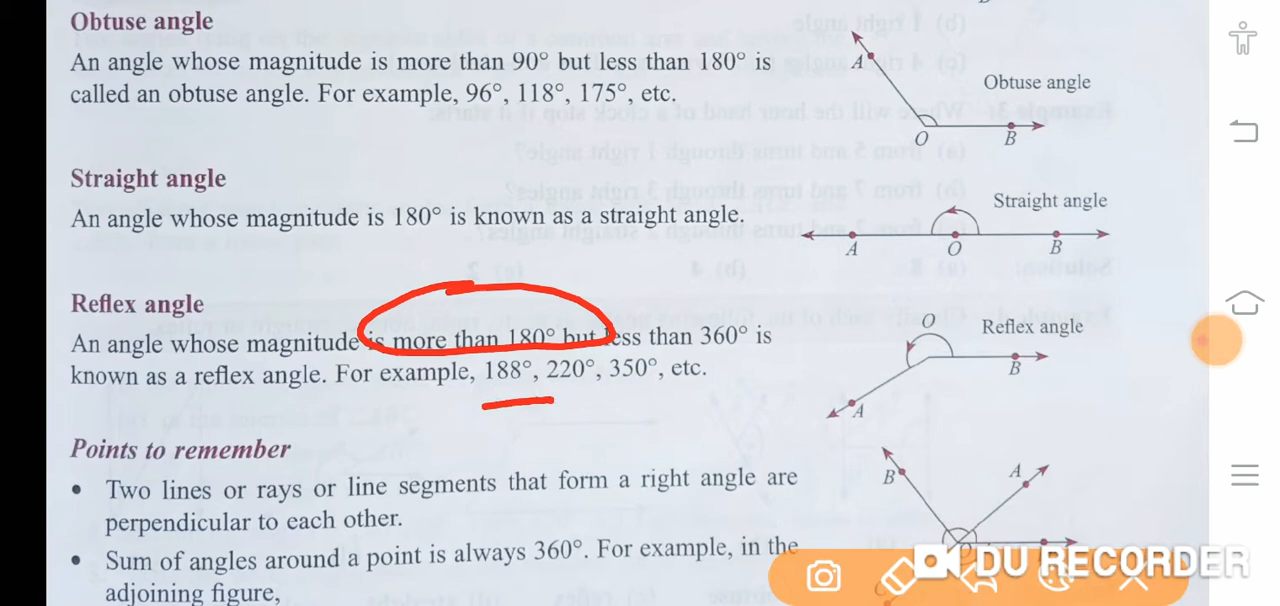 Obtuse angle
An angle whose magnitude is more than 90° but less than 180° is
called an obtuse angle. For example, 96°, 118°, 175°, etc.
A
Obtuse angle
O
B
Straight angle
An angle whose magnitude is 180° is known as a straight angle.
Straight angle
A
O
B
Reflex angle
An angle whose magnitude is more than 180° but less than 360° is
known as a reflex angle. For example, 188°, 220°, 350°, etc.
O
Reflex angle
B
A
Points to remember
• Two lines or rays or line segments that form a right angle are
perpendicular to each other.
• Sum of angles around a point is always 360°. For example, in the
adjoining figure,
B
A
DU RECORDER